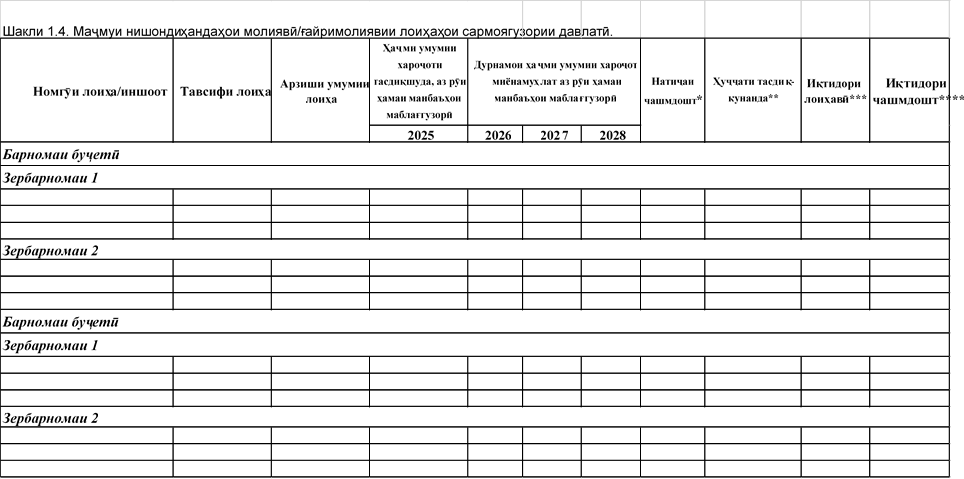 Шакли 1.4. Маҷмуи нишондиҳандаҳои молиявӣ/ғайримолиявии лоиҳаҳои сармоягузории давлатӣ.
Номгӯи лоиҳа/иншоот
Тавсифи лоиҳа
Арзиши умумии
лоиҳа
Ҳаҷми умумии
хароҷоти
тасдиқшуда, аз рӯи
ҳамаи манбаъҳои
маблағгузорӣ
2025
Дурнамои ҳаҷми умумии хароҷот
миёнамуҳлат аз рӯи ҳамаи
манбаъҳои маблағгузорӣ
2026
2027
2028
Натиҷаи
чашмдошт*
Ҳуҷҷати тасдиқ-
кунанда**
Иқтидори
лоиҳавӣ***
Иқтидори
чашмдошт****
Барномаи буҷетӣ
Зербарномаи 1
Зербарномаи 2
Барномаи буҷетӣ
Зербарномаи 1
Зербарномаи 2